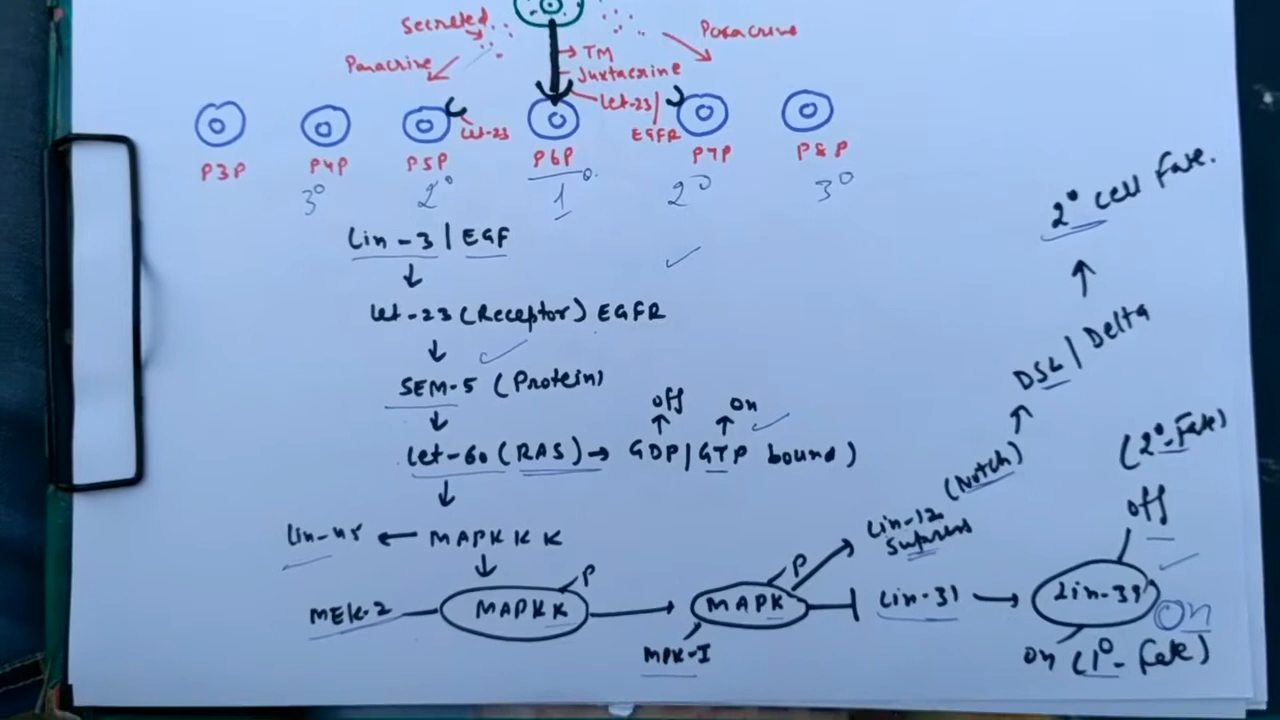 Secreted
Paracrine
Paracrine
TM
Juxtacrine
Let-23/
EGFR
Let-23
P3P P4P P5P P6P P7P P8P
3° 2° 1° 2° 3°
Lin-3 | EGF
Let-23 (Receptor) EGFR
SEM-5 (Protein)
off on
Let-60 (RAS) → GDP/GTP bound)
Lin-45 ← MAPK K K
MEK-2 MAPKK P
MAPK P
MPK-I
Lin-12 (Notch)
DSL / Delta
2° Cell Fate.
Lin-31 → Lin-39
off
(2°-Fate)
On
on (1°-Fate)